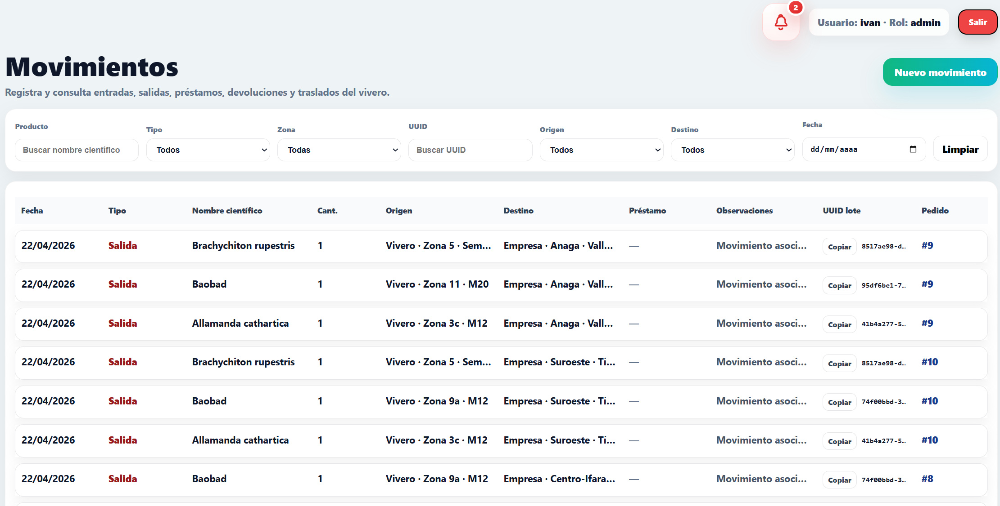 2
Usuario: ivan · Rol: admin
Salir
Movimientos
Nuevo movimiento
Registra y consulta entradas, salidas, préstamos, devoluciones y traslados del vivero.
Producto Tipo Zona UUID Origen Destino Fecha
Buscar nombre científico Todos Todas Buscar UUID Todos Todos dd/mm/aaaa Limpiar
Fecha Tipo Nombre científico Cant. Origen Destino Préstamo Observaciones UUID lote Pedido
22/04/2026 Salida Brachychiton rupestris 1 Vivero · Zona 5 · Sem... Empresa · Anaga · Vall... — Movimiento asoci... Copiar 8517ae98-d... #9
22/04/2026 Salida Baobad 1 Vivero · Zona 11 · M20 Empresa · Anaga · Vall... — Movimiento asoci... Copiar 95df6be1-7... #9
22/04/2026 Salida Allamanda cathartica 1 Vivero · Zona 3c · M12 Empresa · Anaga · Vall... — Movimiento asoci... Copiar 41b4a277-5... #9
22/04/2026 Salida Brachychiton rupestris 1 Vivero · Zona 5 · Sem... Empresa · Suroeste · Tí... — Movimiento asoci... Copiar 8517ae98-d... #10
22/04/2026 Salida Baobad 1 Vivero · Zona 9a · M12 Empresa · Suroeste · Tí... — Movimiento asoci... Copiar 74f00bbd-3... #10
22/04/2026 Salida Allamanda cathartica 1 Vivero · Zona 3c · M12 Empresa · Suroeste · Tí... — Movimiento asoci... Copiar 41b4a277-5... #10
22/04/2026 Salida Baobad 1 Vivero · Zona 9a · M12 Empresa · Centro-Ifara... — Movimiento asoci... Copiar 74f00bbd-3... #8